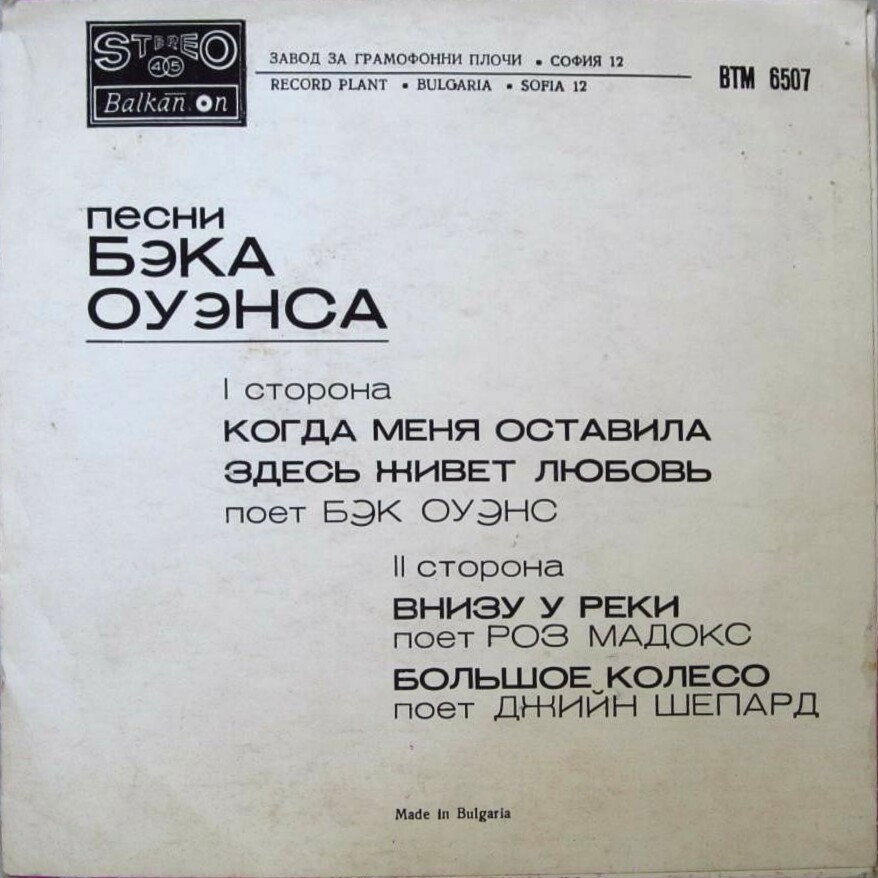 STEREO
45
Balkanton
ЗАВОД ЗА ГРАМОФОННИ ПЛОЧИ • СОФИЯ 12
RECORD PLANT • BULGARIA • SOFIA 12
ВТМ 6507
песни
БЭКА
ОУЭНСА
I сторона
КОГДА МЕНЯ ОСТАВИЛА
ЗДЕСЬ ЖИВЕТ ЛЮБОВЬ
поет БЭК ОУЭНС
II сторона
ВНИЗУ У РЕКИ
поет РОЗ МАДОКС
БОЛЬШОЕ КОЛЕСО
поет ДЖИЙН ШЕПАРД
Made in Bulgaria